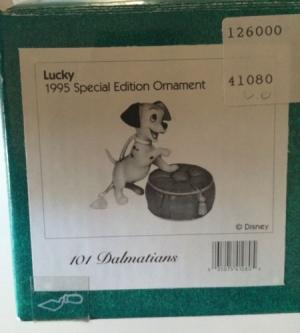 126000
41080
Lucky
1995 Special Edition Ornament
© Disney
101 Dalmatians